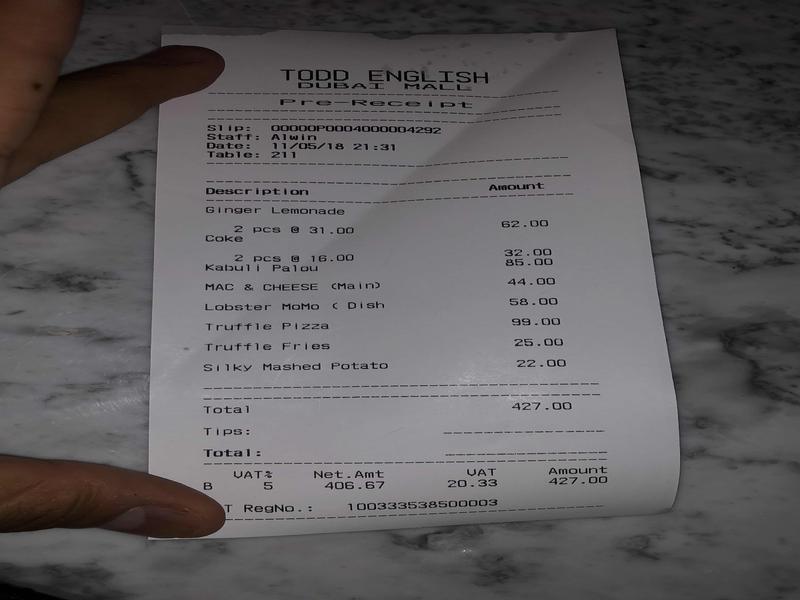 TODD ENGLISH
DUBAI MALL
Pre-Receipt
Slip: 00000P0004000004292
Staff: Alwin
Date: 11/05/18 21:31
Table: 211
Description Amount
Ginger Lemonade
2 pcs @ 31.00 62.00
Coke
2 pcs @ 16.00 32.00
Kabuli Palou 85.00
MAC & CHEESE (Main) 44.00
Lobster MoMo ( Dish 58.00
Truffle Pizza 99.00
Truffle Fries 25.00
Silky Mashed Potato 22.00
Total 427.00
Tips:
Total:
VAT% Net.Amt VAT Amount
B 5 406.67 20.33 427.00
T RegNo.: 100333538500003